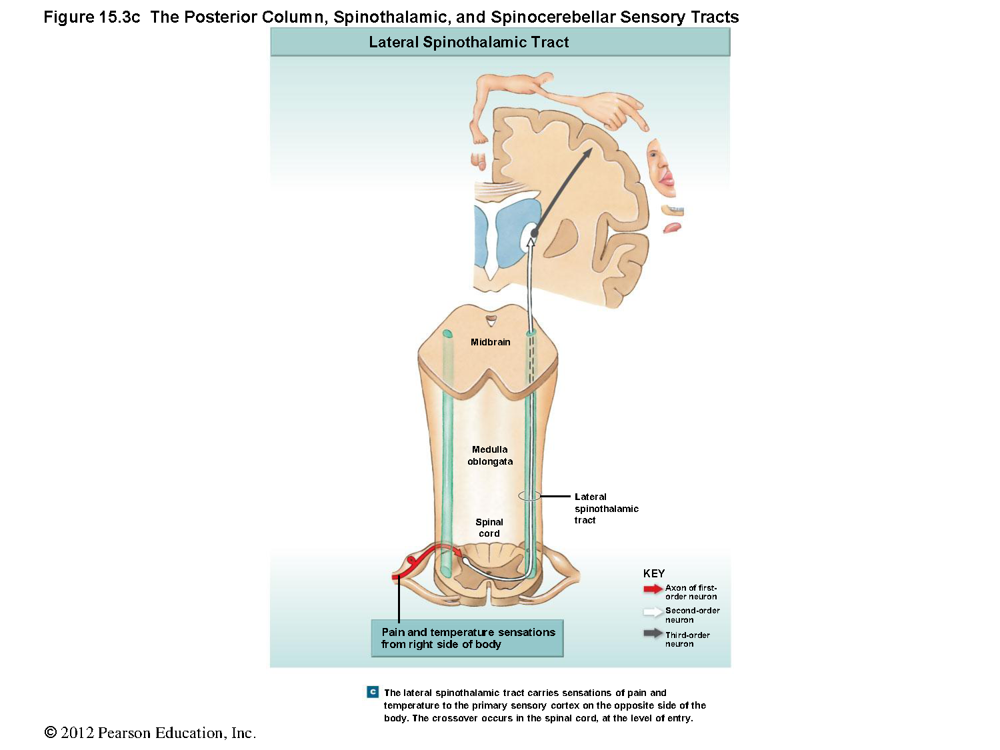 Figure 15.3c  The Posterior Column, Spinothalamic, and Spinocerebellar Sensory Tracts
Lateral Spinothalamic Tract
Midbrain
Medulla
oblongata
Lateral
spinothalamic
tract
Spinal
cord
KEY
Axon of first-
order neuron
Second-order
neuron
Third-order
neuron
Pain and temperature sensations
from right side of body
C The lateral spinothalamic tract carries sensations of pain and
temperature to the primary sensory cortex on the opposite side of the
body. The crossover occurs in the spinal cord, at the level of entry.
© 2012 Pearson Education, Inc.